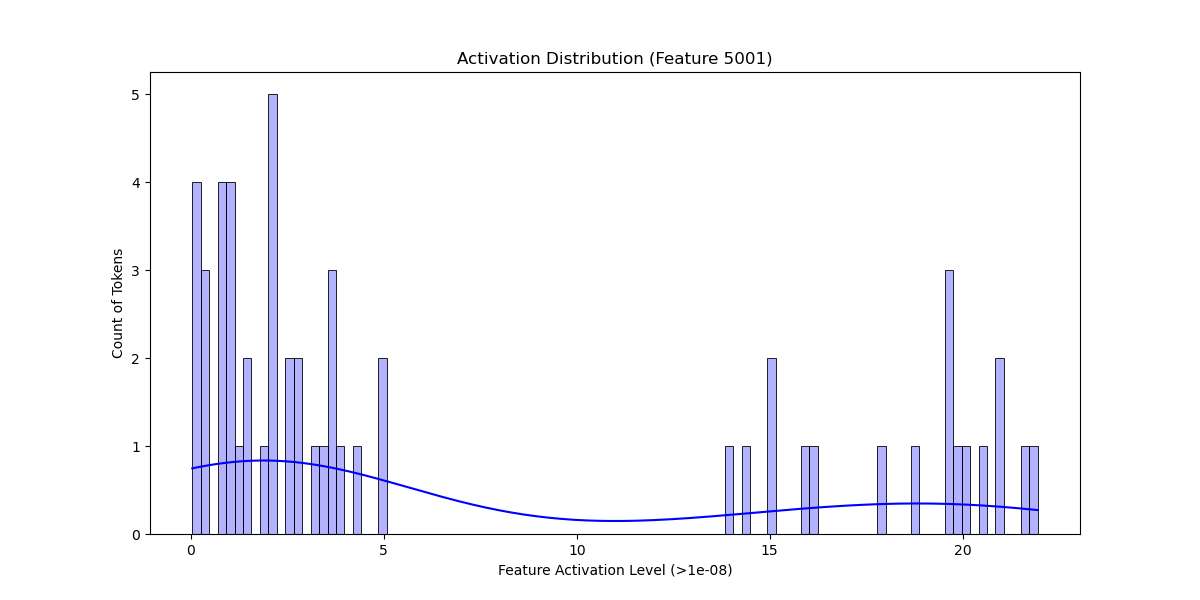 Activation Distribution (Feature 5001)
5
4
3
2
1
0
Count of Tokens
0 5 10 15 20
Feature Activation Level (>1e-08)